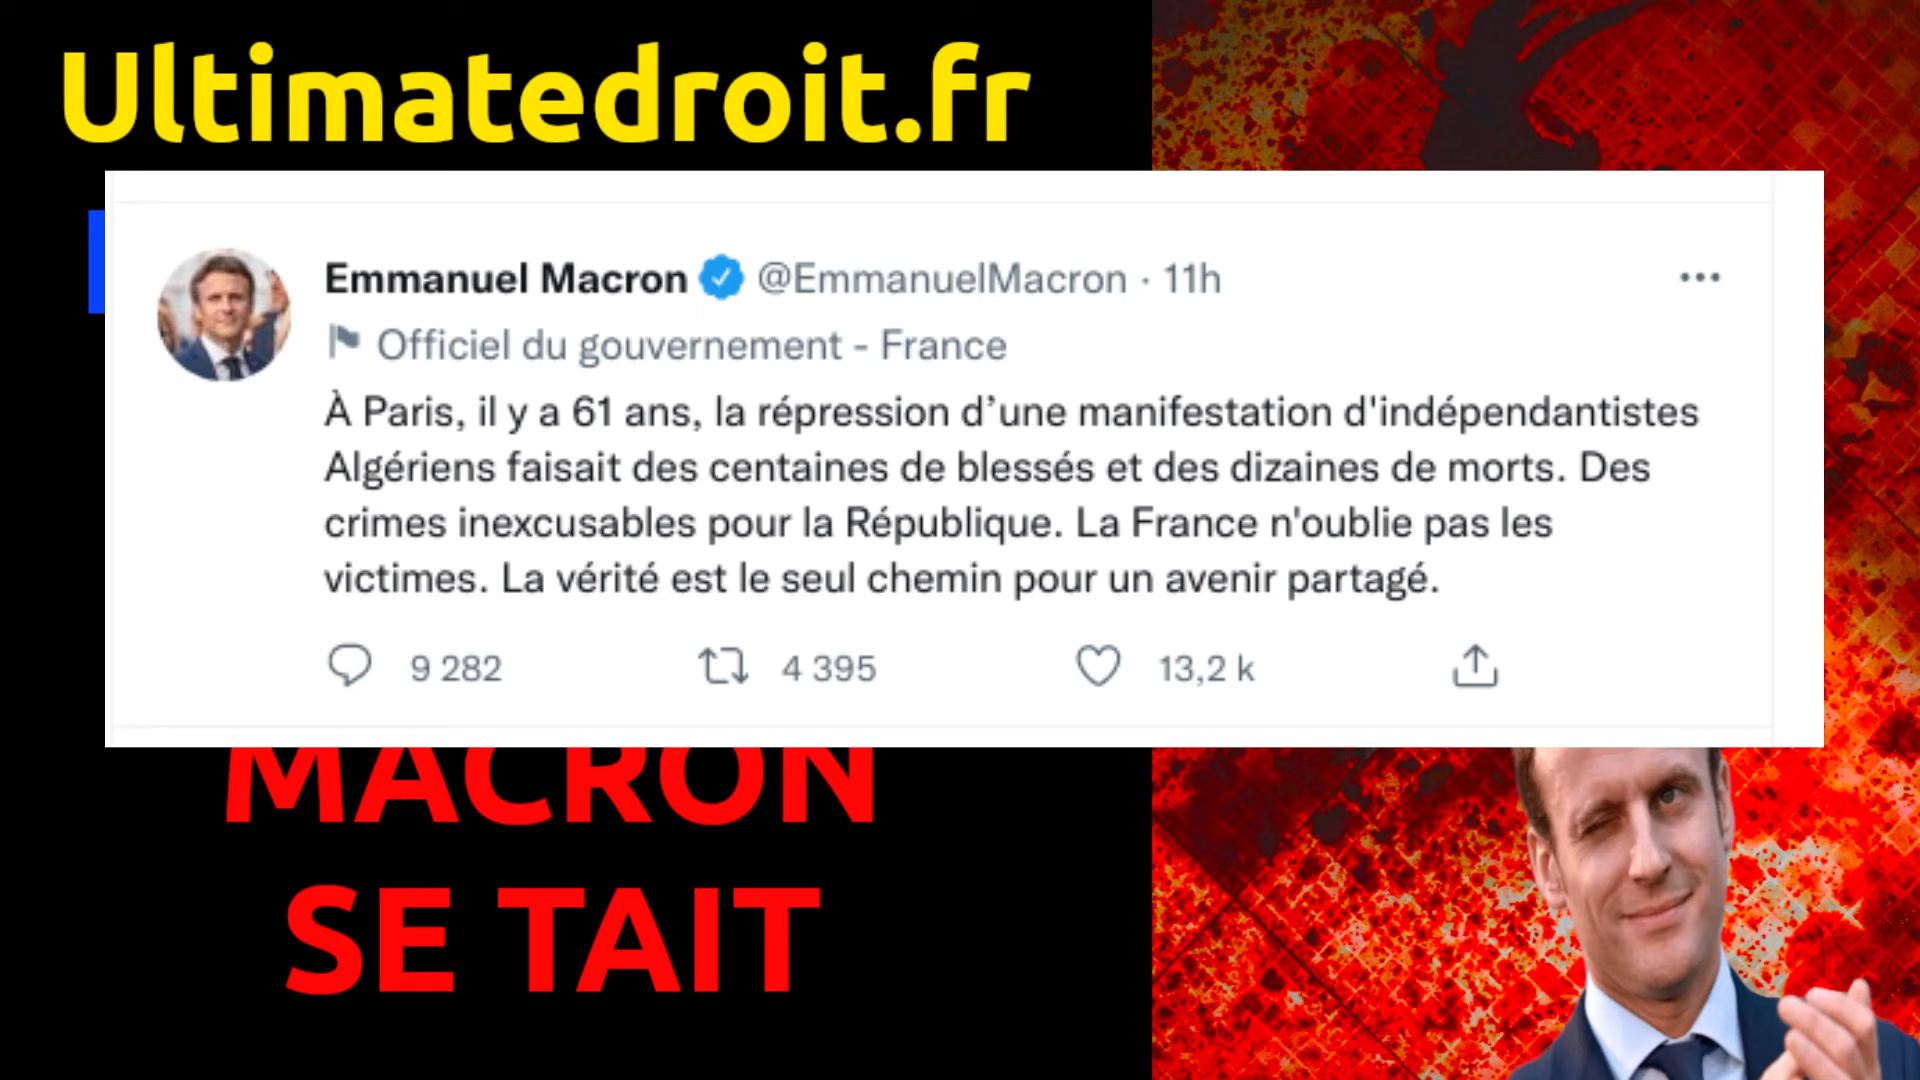 Ultimatedroit.fr
Emmanuel Macron @EmmanuelMacron · 11h
Officiel du gouvernement - France
À Paris, il y a 61 ans, la répression d’une manifestation d'indépendantistes
Algériens faisait des centaines de blessés et des dizaines de morts. Des
crimes inexcusables pour la République. La France n'oublie pas les
victimes. La vérité est le seul chemin pour un avenir partagé.
9 282 4 395 13,2 k
MACRON
SE TAIT